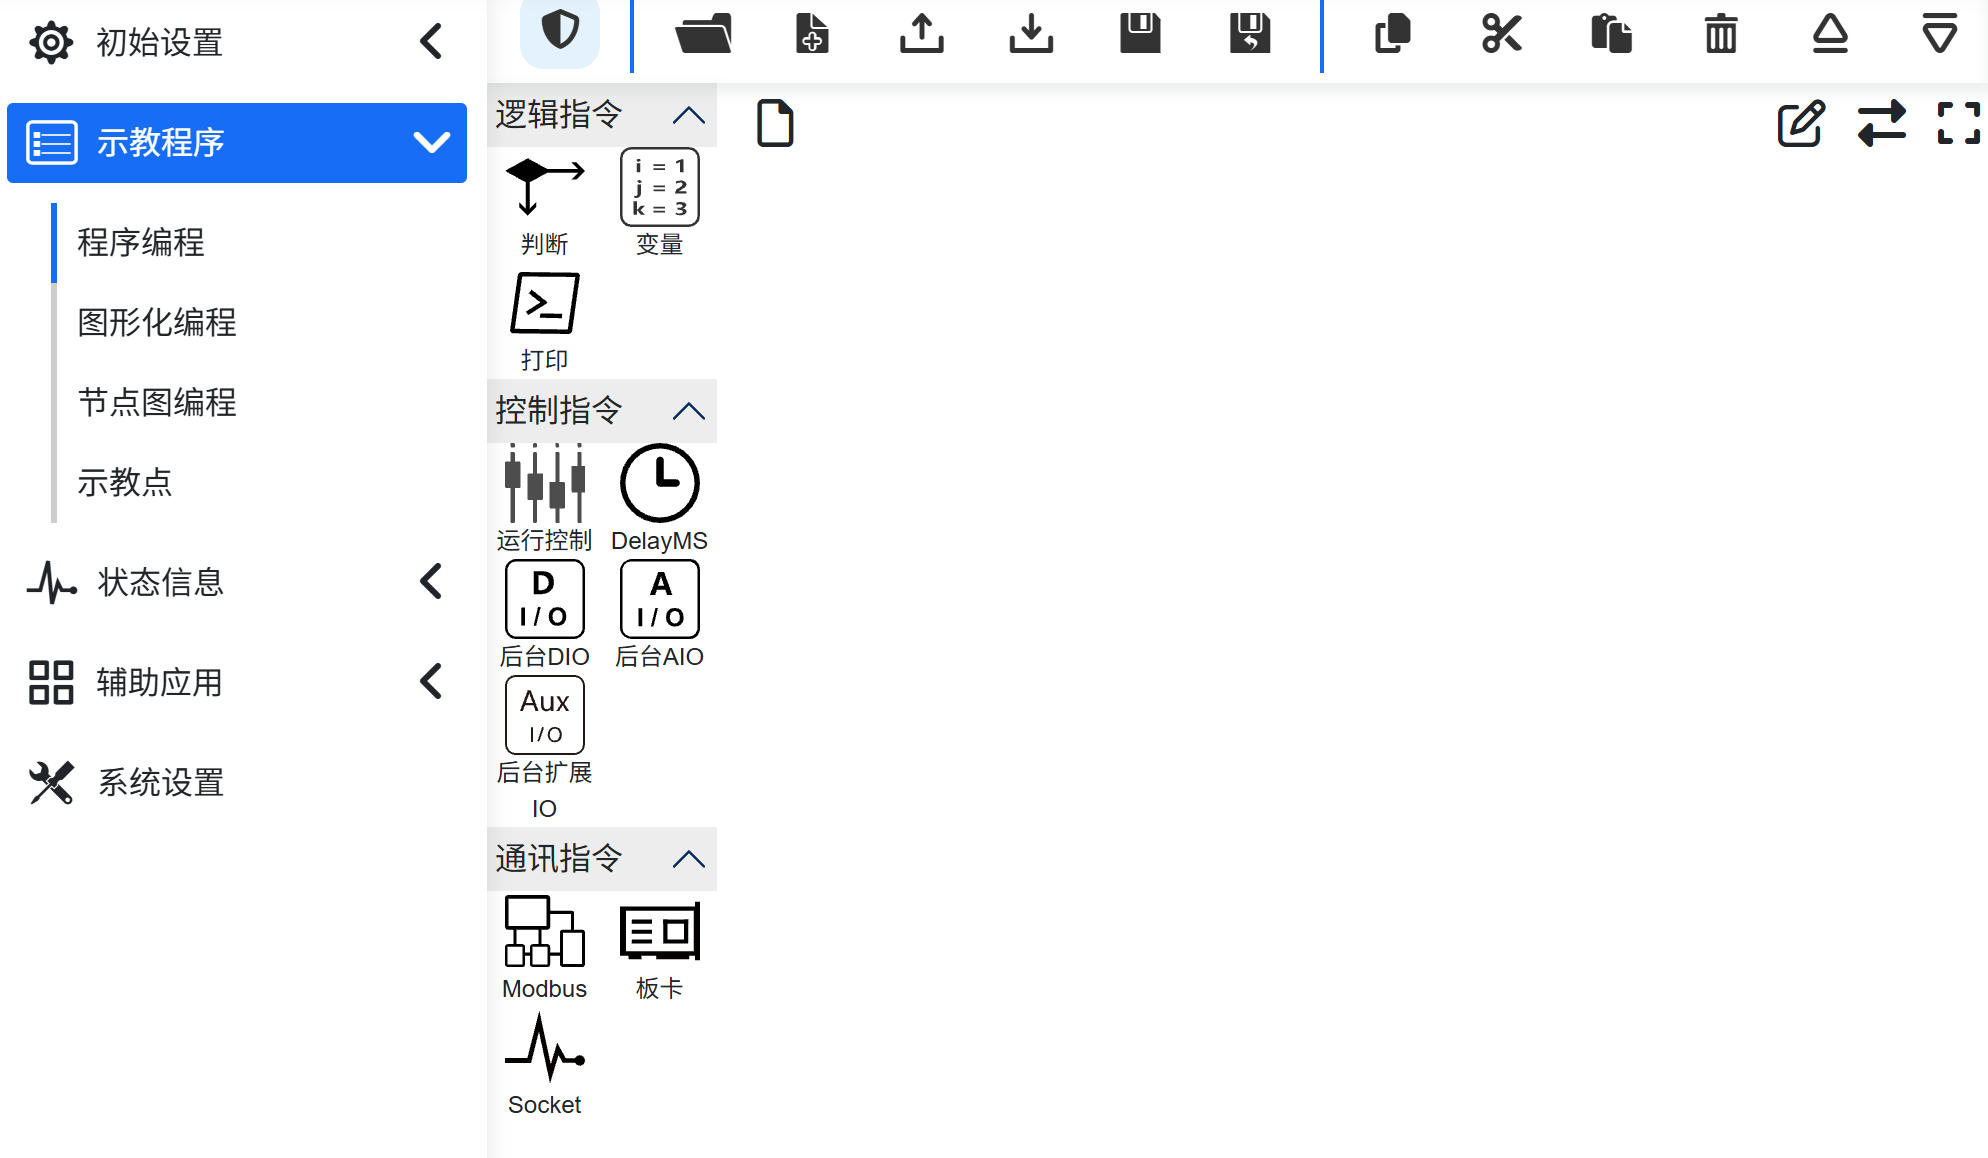 初始设置
示教程序
程序编程
图形化编程
节点图编程
示教点
状态信息
辅助应用
系统设置
逻辑指令
i = 1
j = 2
k = 3
判断
变量
>_
打印
控制指令
运行控制
DelayMS
D
I/O
A
I/O
后台DIO
后台AIO
Aux
I/O
后台扩展
IO
通讯指令
Modbus
板卡
Socket